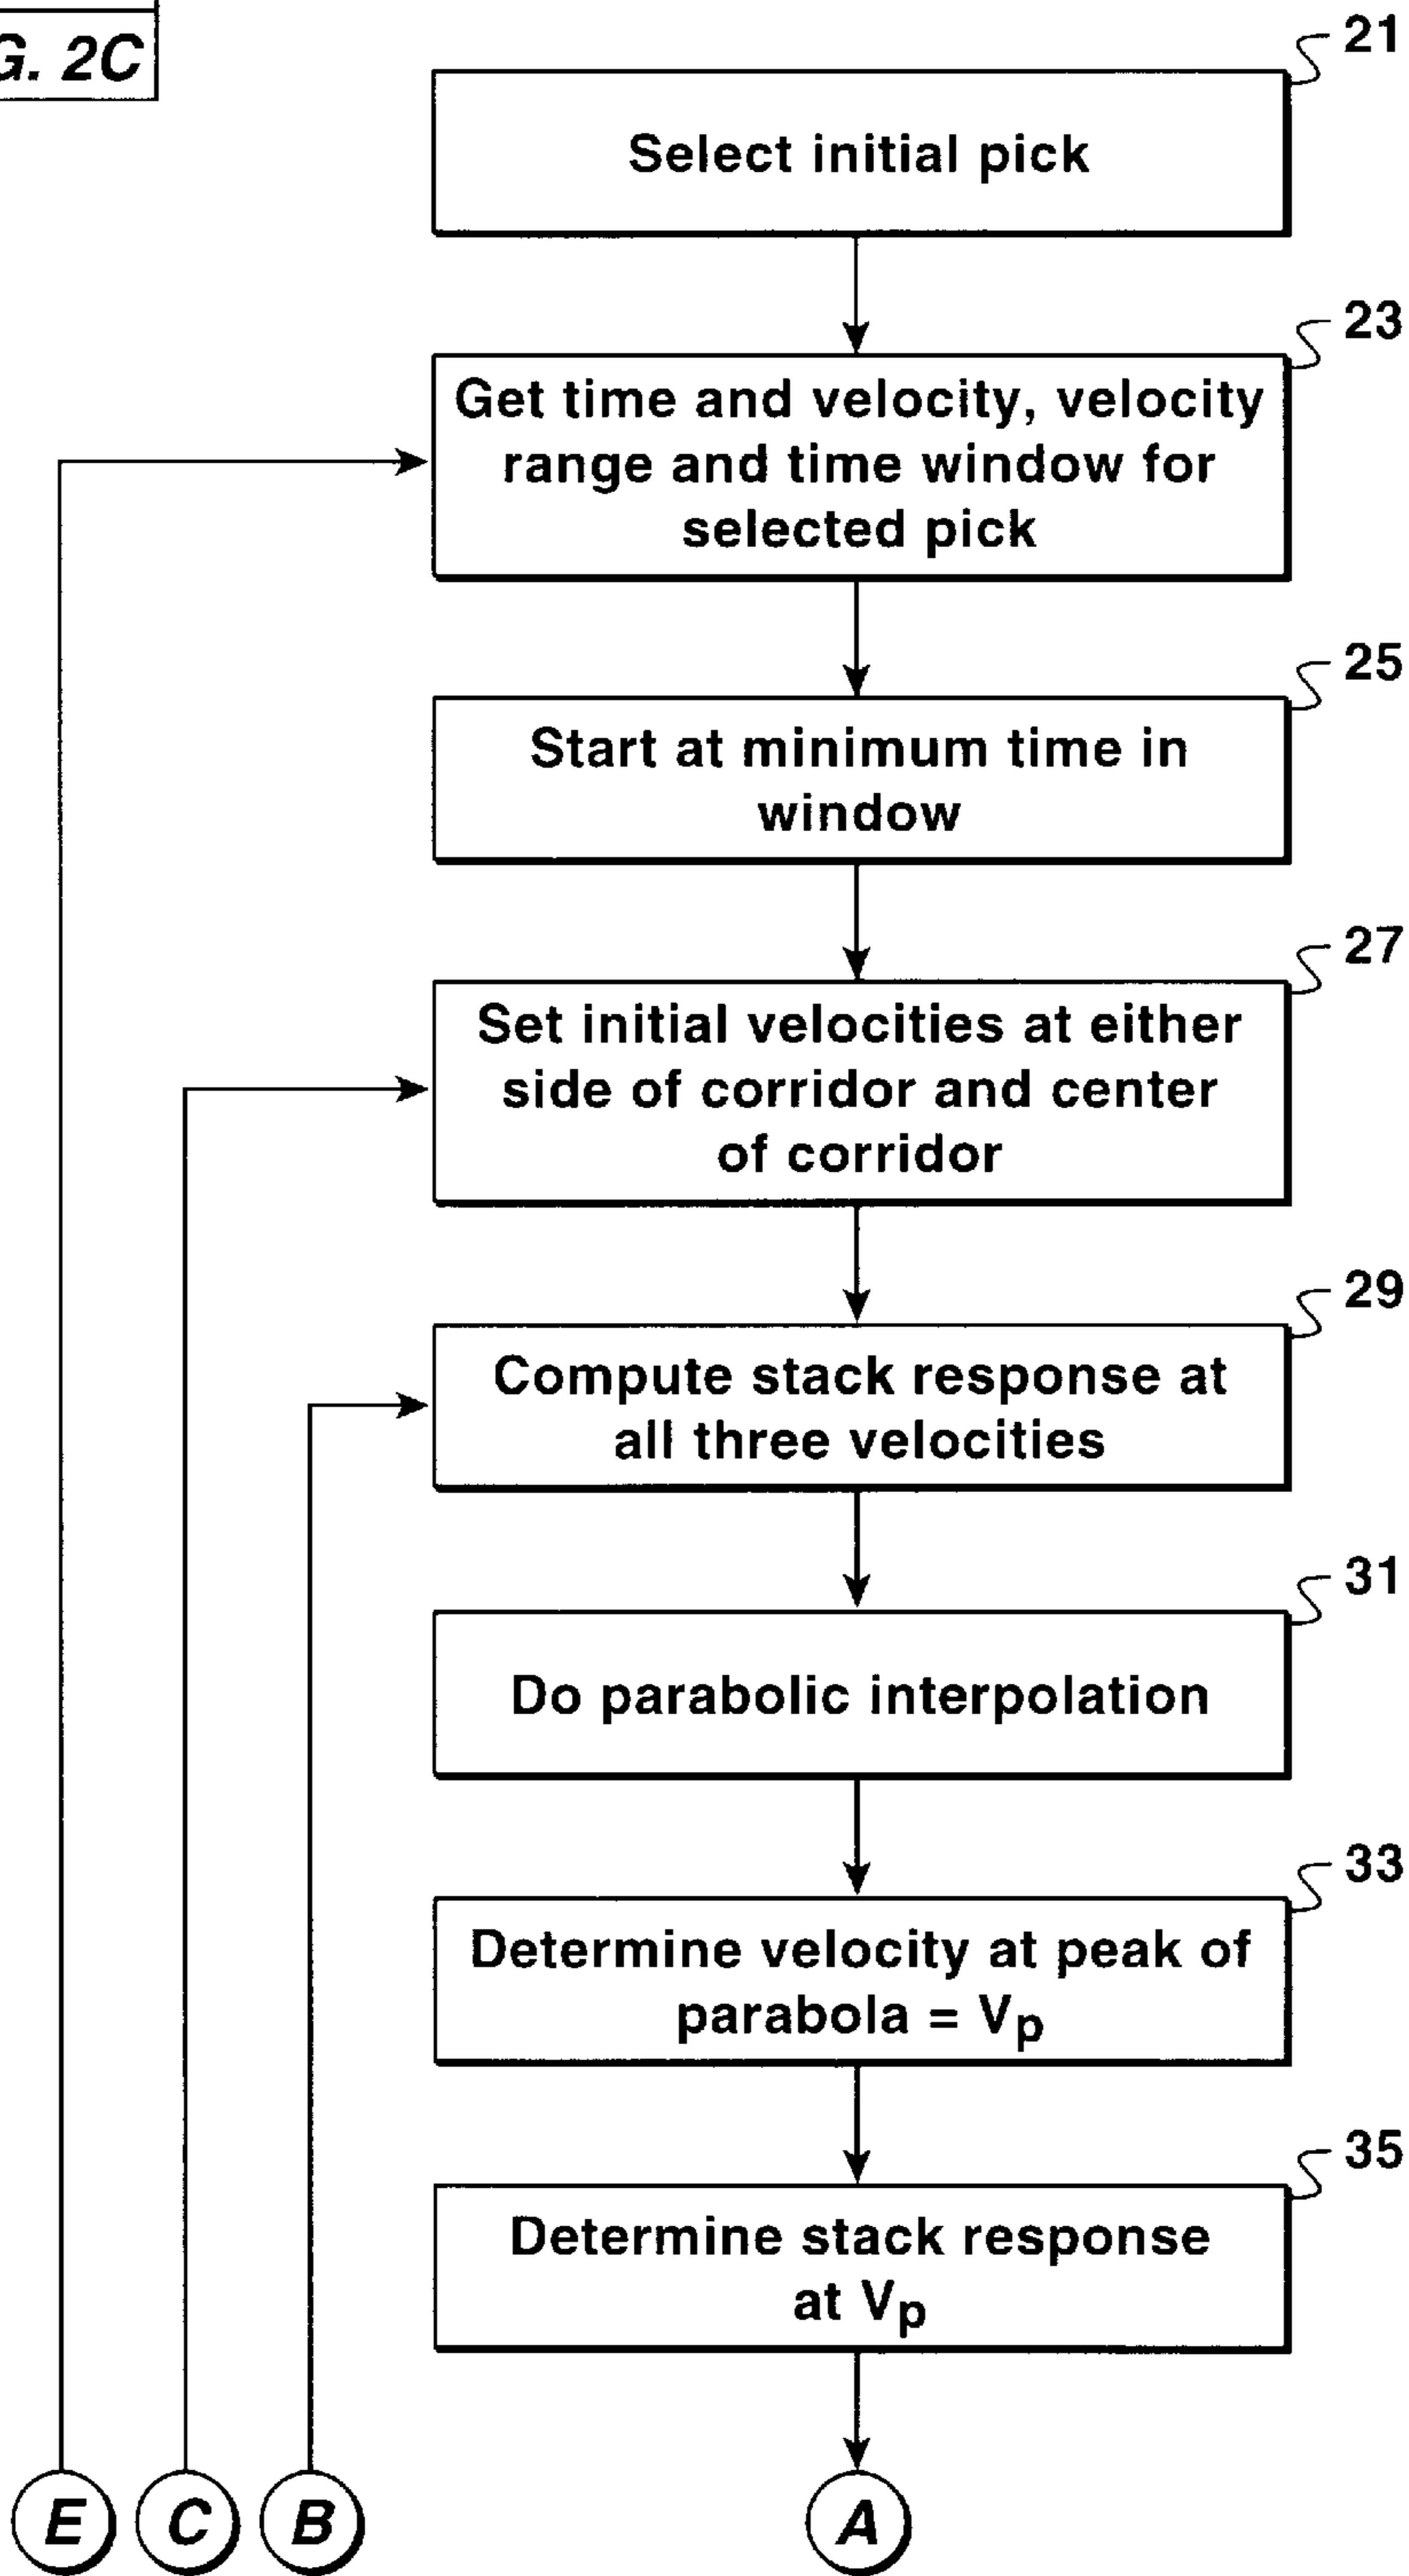 G. 2C
21
Select initial pick
23
Get time and velocity, velocity
range and time window for
selected pick
25
Start at minimum time in
window
27
Set initial velocities at either
side of corridor and center
of corridor
29
Compute stack response at
all three velocities
31
Do parabolic interpolation
33
Determine velocity at peak of
parabola = Vp
35
Determine stack response
at Vp
E
C
B
A